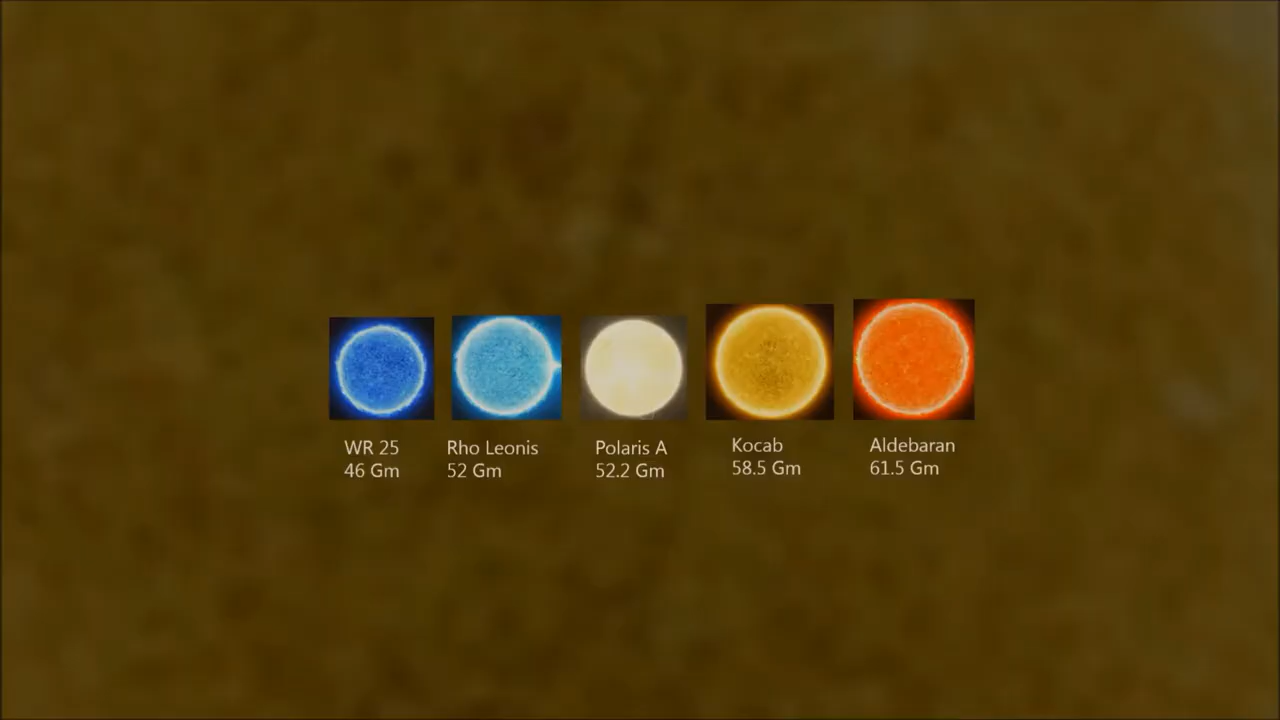 WR 25
46 Gm
Rho Leonis
52 Gm
Polaris A
52.2 Gm
Kocab
58.5 Gm
Aldebaran
61.5 Gm